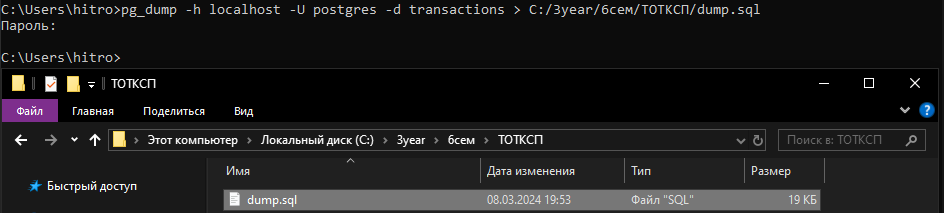 C:\Users\hitro>pg_dump -h localhost -U postgres -d transactions > C:/3year/6сем/ТОТКСП/dump.sql
Пароль:
C:\Users\hitro>
ТОТКСП
Файл Главная Поделиться Вид
Этот компьютер > Локальный диск (C:) > 3year > 6сем > ТОТКСП Поиск в: ТОТКСП
Имя Дата изменения Тип Размер
Быстрый доступ
dump.sql 08.03.2024 19:53 Файл "SQL" 19 КБ